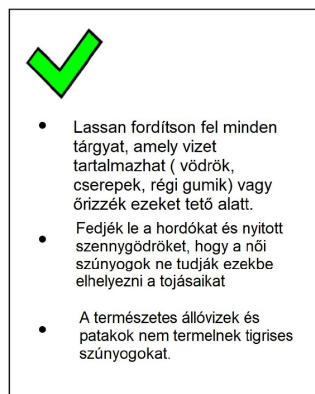 • Lassan fordítson fel minden
tárgyat, amely vizet
tartalmazhat ( vödrök,
cserepek, régi gumik) vagy
őrizzék ezeket tető alatt.
• Fedjék le a hordókat és nyitott
szennygödröket, hogy a női
szúnyogok ne tudják ezekbe
elhelyezni a tojásaikat
• A természetes állóvizek és
patakok nem termelnek tigrises
szúnyogokat.